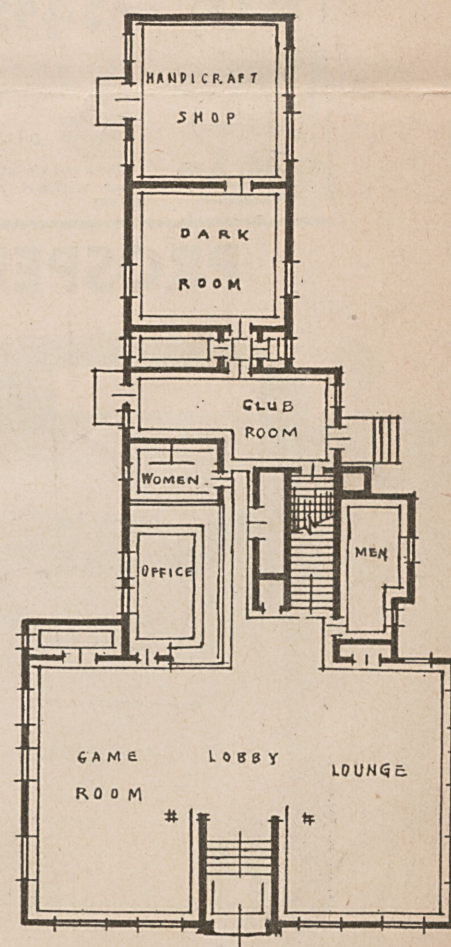 HANDICRAFT
SHOP
DARK
ROOM
CLUB
ROOM
WOMEN
MEN
OFFICE
GAME
ROOM
LOBBY
LOUNGE